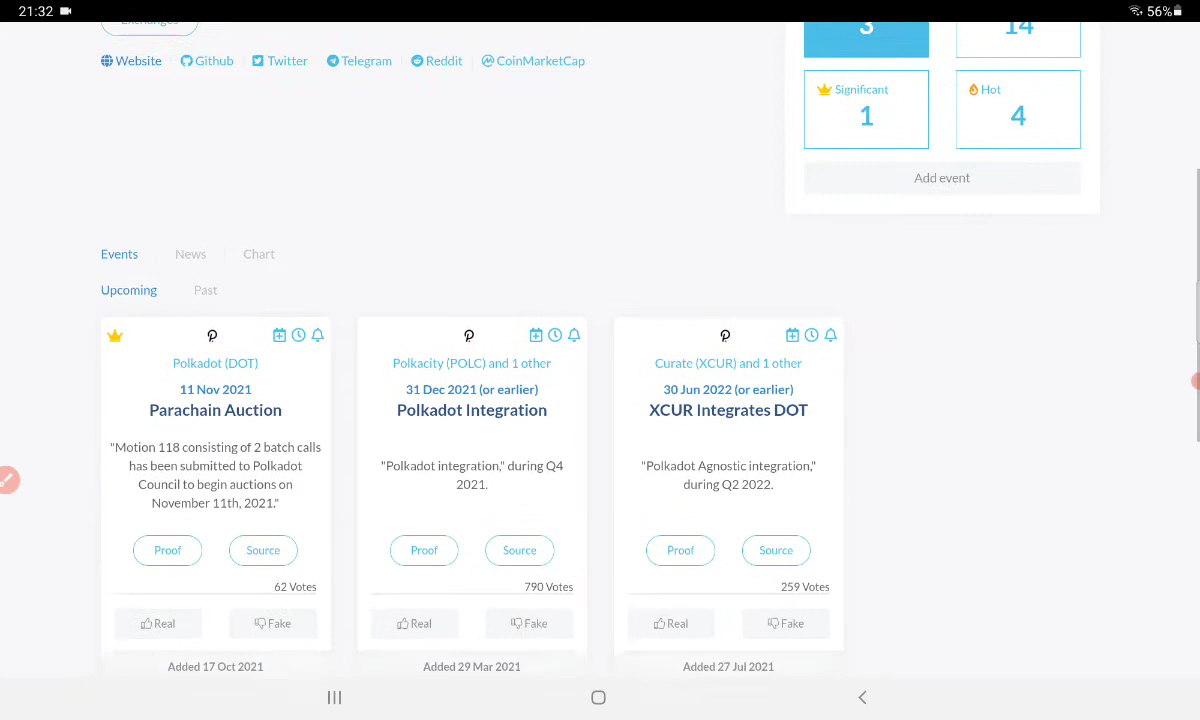 21:32
56%
Exchanges
3
14
Website
Github
Twitter
Telegram
Reddit
CoinMarketCap
Significant
1
Hot
4
Add event
Events
News
Chart
Upcoming
Past
Polkadot (DOT)
11 Nov 2021
Parachain Auction
"Motion 118 consisting of 2 batch calls
has been submitted to Polkadot
Council to begin auctions on
November 11th, 2021."
Proof
Source
62 Votes
Real
Fake
Added 17 Oct 2021
Polkacity (POLC) and 1 other
31 Dec 2021 (or earlier)
Polkadot Integration
"Polkadot integration," during Q4
2021.
Proof
Source
790 Votes
Real
Fake
Added 29 Mar 2021
Curate (XCUR) and 1 other
30 Jun 2022 (or earlier)
XCUR Integrates DOT
"Polkadot Agnostic integration,"
during Q2 2022.
Proof
Source
259 Votes
Real
Fake
Added 27 Jul 2021